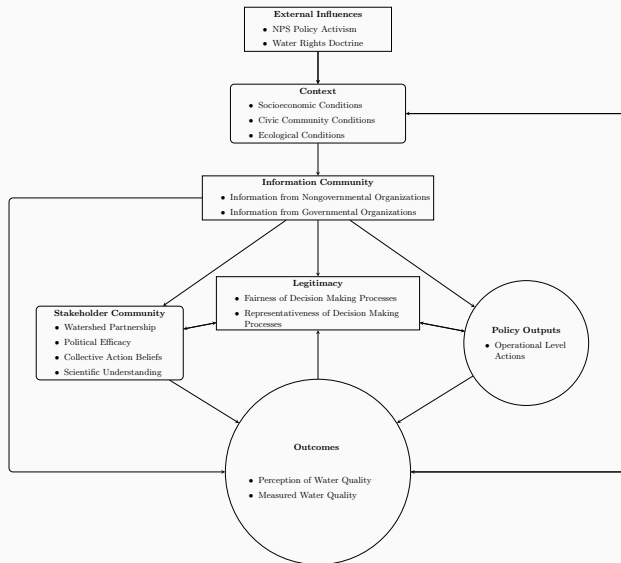 External Influences
• NPS Policy Activism
• Water Rights Doctrine
Context
• Socioeconomic Conditions
• Civic Community Conditions
• Ecological Conditions
Information Community
• Information from Nongovernmental Organizations
• Information from Governmental Organizations
Legitimacy
• Fairness of Decision Making Processes
• Representativeness of Decision Making
Processes
Stakeholder Community
• Watershed Partnership
• Political Efficacy
• Collective Action Beliefs
• Scientific Understanding
Policy Outputs
• Operational Level
Actions
Outcomes
• Perception of Water Quality
• Measured Water Quality